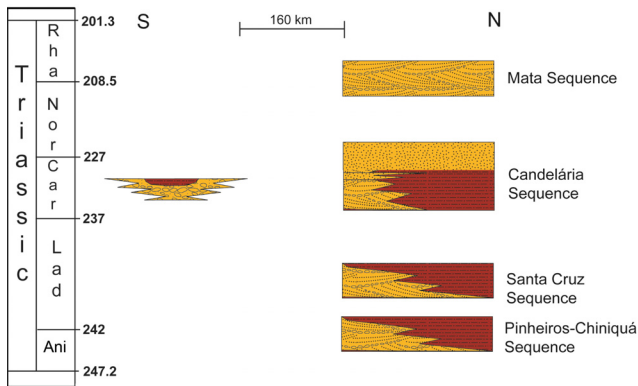 S
160 km
N
Triassic
Rha
Nor
Car
Lad
Ani
201.3
208.5
227
237
242
247.2
Mata Sequence
Candelária
Sequence
Santa Cruz
Sequence
Pinheiros-Chiniquá
Sequence